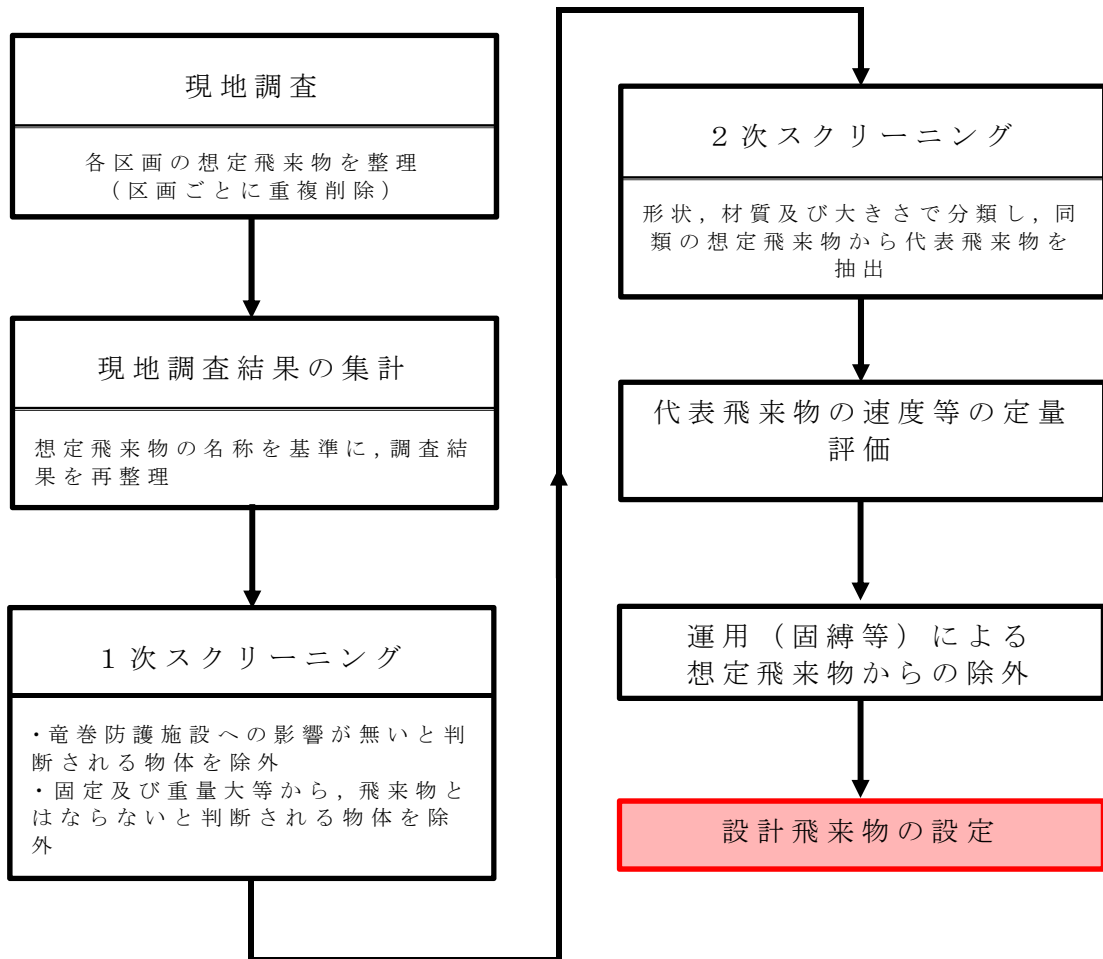 現地調査
各区画の想定飛来物を整理
(区画ごとに重複削除)
現地調査結果の集計
想定飛来物の名称を基準に,調査結
果を再整理
1次スクリーニング
・竜巻防護施設への影響が無いと判
断される物体を除外
・固定及び重量大等から,飛来物と
はならないと判断される物体を除
外
2次スクリーニング
形状,材質及び大きさで分類し,同
類の想定飛来物から代表飛来物を
抽出
代表飛来物の速度等の定量
評価
運用(固縛等)による
想定飛来物からの除外
設計飛来物の設定